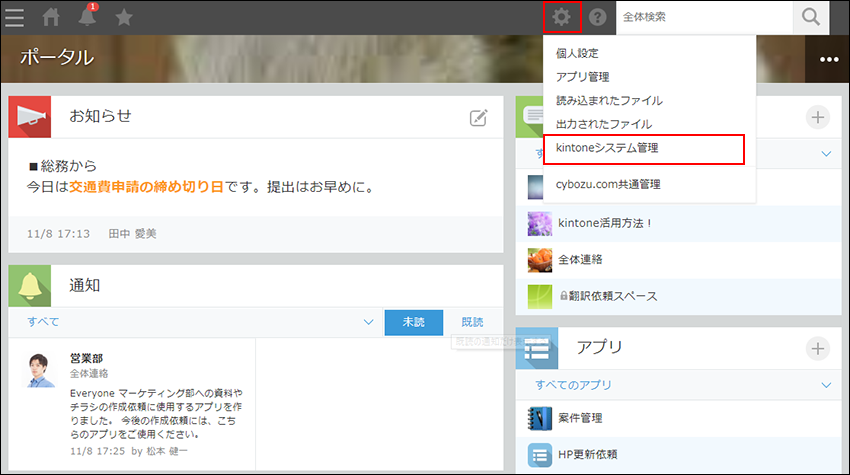 1
全体検索
ポータル
個人設定
アプリ管理
読み込まれたファイル
出力されたファイル
kintoneシステム管理
cybozu.com共通管理
お知らせ
■総務から
今日は交通費申請の締め切り日です。提出はお早めに。
11/8 17:13 田中 愛美
通知
すべて
未読
既読
営業部
全体連絡
Everyone マーケティング部への資料や
チラシの作成依頼に使用するアプリを作
りました。 今後の作成依頼には、こち
らのアプリをご使用ください。
11/8 17:25 by 松本 健一
kintone活用方法！
全体連絡
翻訳依頼スペース
アプリ
すべてのアプリ
案件管理
HP更新依頼